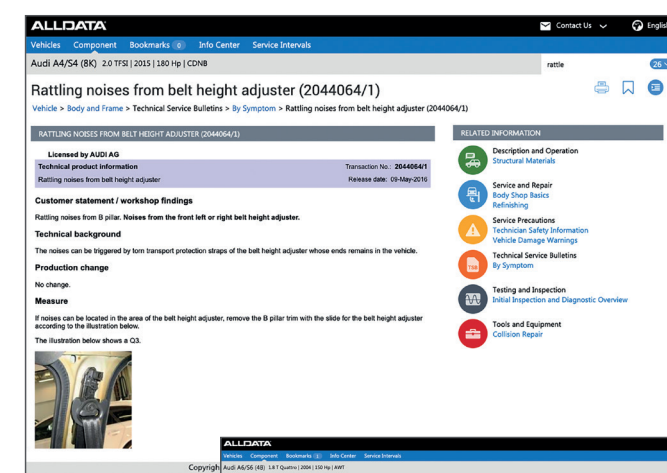 ALLDATA
Contact Us
English
Vehicles Component Bookmarks 0 Info Center Service Intervals
Audi A4/S4 (8K) 2.0 TFSI | 2015 | 180 Hp | CDNB
rattle
26
Rattling noises from belt height adjuster (2044064/1)
Vehicle > Body and Frame > Technical Service Bulletins > By Symptom > Rattling noises from belt height adjuster (2044064/1)
RATTLING NOISES FROM BELT HEIGHT ADJUSTER (2044064/1)
Licensed by AUDI AG
Technical product information Transaction No.: 2044064/1
Rattling noises from belt height adjuster Release date: 09-May-2016
Customer statement / workshop findings
Rattling noises from B pillar. Noises from the front left or right belt height adjuster.
Technical background
The noises can be triggered by torn transport protection straps of the belt height adjuster whose ends remains in the vehicle.
Production change
No change.
Measure
If noises can be located in the area of the belt height adjuster, remove the B pillar trim with the slide for the belt height adjuster
according to the illustration below.
The illustration below shows a Q3.
RELATED INFORMATION
Description and Operation
Structural Materials
Service and Repair
Body Shop Basics
Refinishing
Service Precautions
Technician Safety Information
Vehicle Damage Warnings
TSB
Technical Service Bulletins
By Symptom
Testing and Inspection
Initial Inspection and Diagnostic Overview
Tools and Equipment
Collision Repair
Copyrigh
ALLDATA
Vehicles Component Bookmarks Info Center Service Intervals
Audi A6/S6 (4B) 1.8 T Quattro | 2004 | 150 Hp | AWT